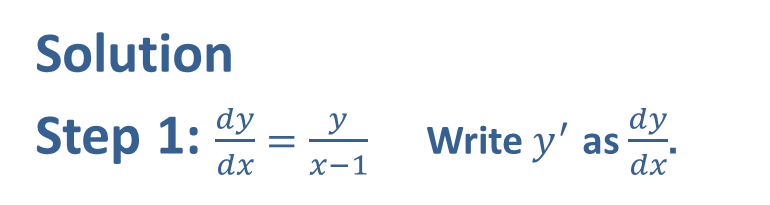 Solution
Step 1: dy/dx = y/(x−1) Write y′ as dy/dx.